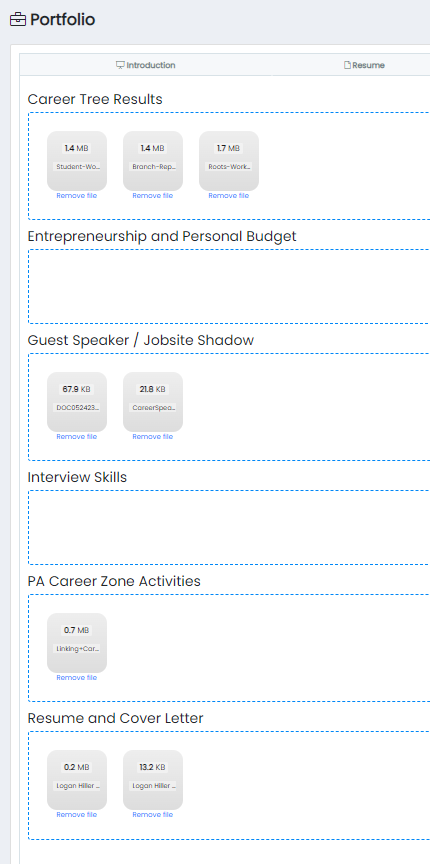 Portfolio
Introduction Resume
Career Tree Results
1.4 MB 1.4 MB 1.7 MB
Student-Wo... Branch-Rep... Roots-Work...
Remove file Remove file Remove file
Entrepreneurship and Personal Budget
Guest Speaker / Jobsite Shadow
67.9 KB 21.8 KB
DOC052423... CareerSpea...
Remove file Remove file
Interview Skills
PA Career Zone Activities
0.7 MB
Linking+Car...
Remove file
Resume and Cover Letter
0.2 MB 13.2 KB
Logan Hiller ... Logan Hiller ...
Remove file Remove file